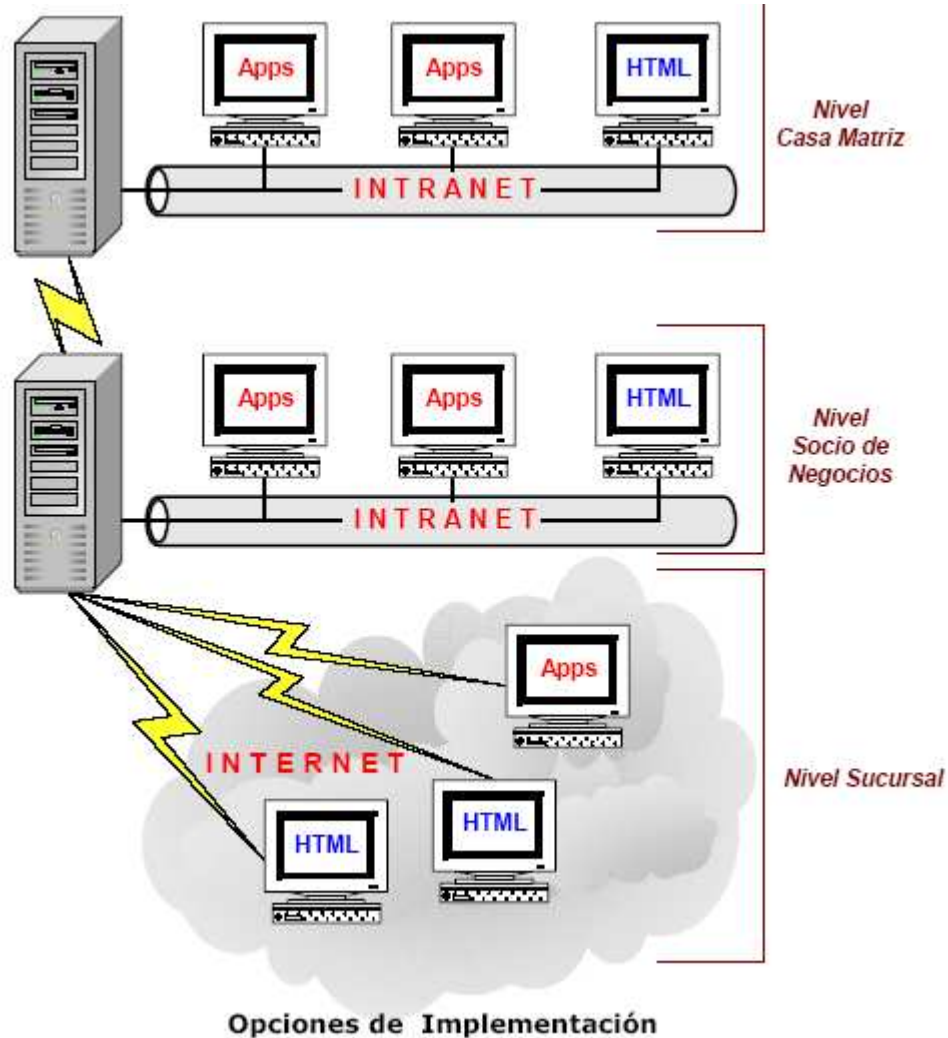 Apps
Apps
HTML
INTRANET
Nivel
Casa Matriz
Apps
Apps
HTML
INTRANET
Nivel
Socio de
Negocios
Apps
INTERNET
HTML
HTML
Nivel Sucursal
Opciones de Implementación